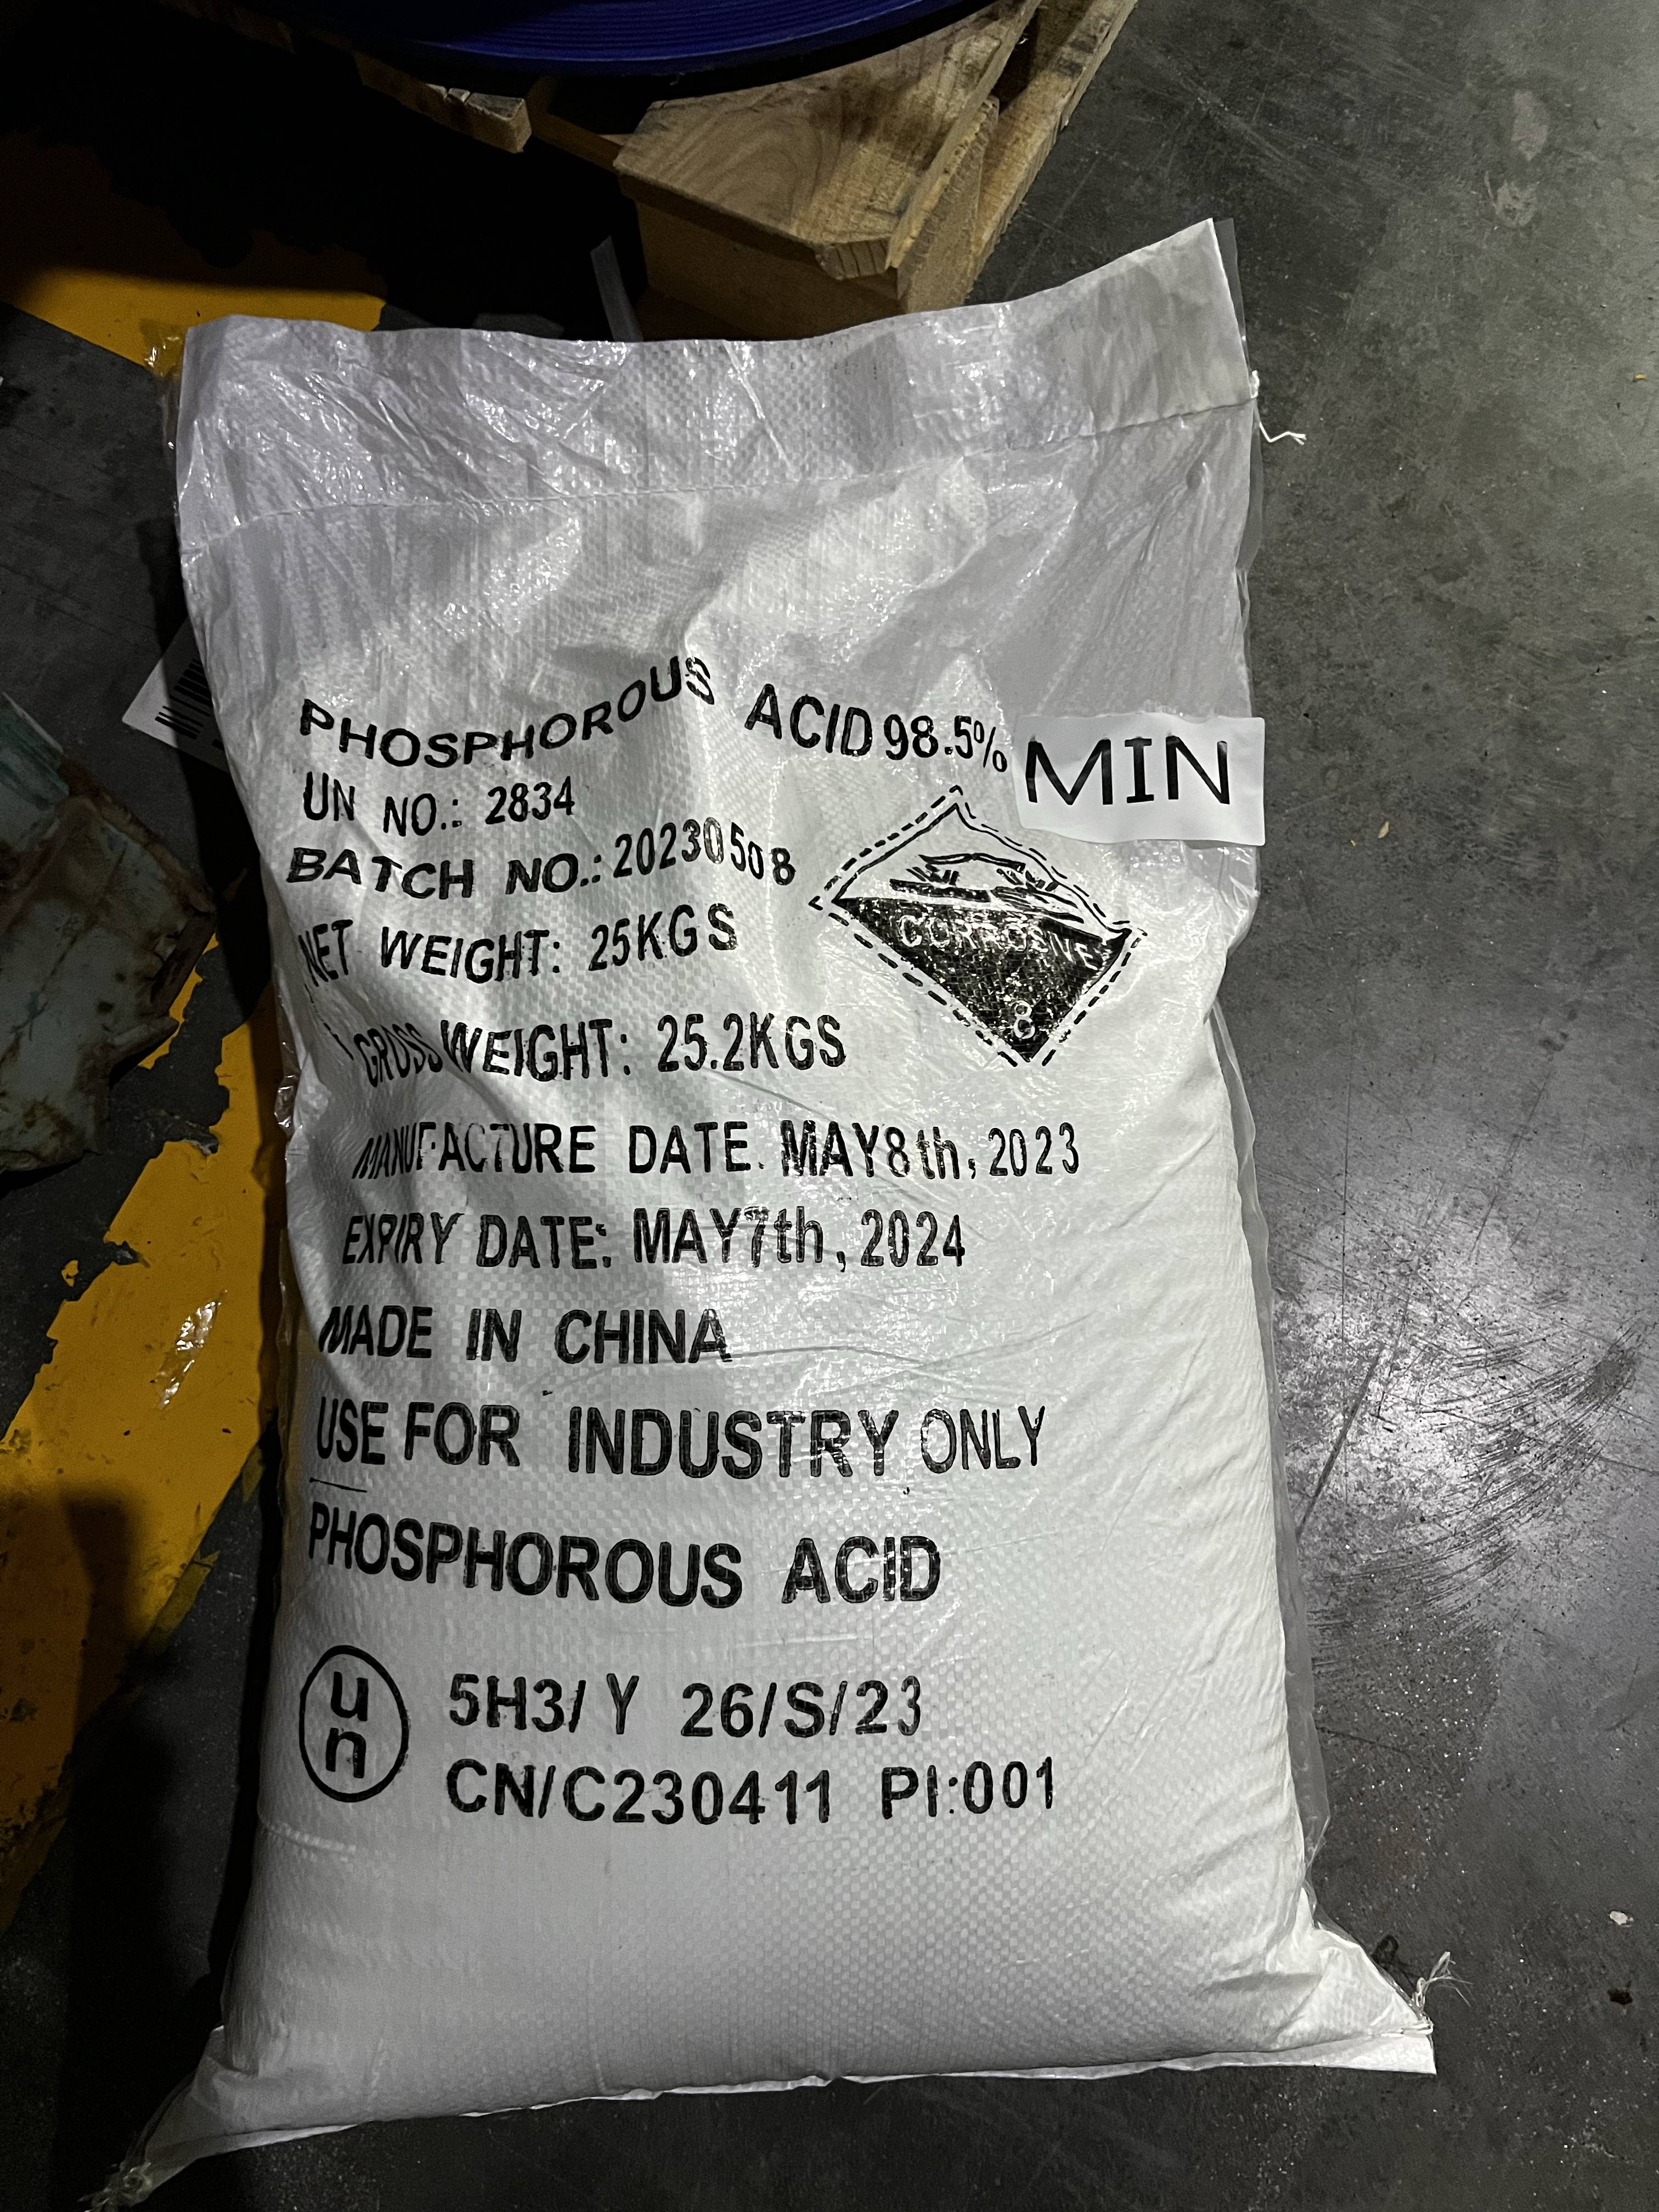 PHOSPHOROUS ACID 98.5% MIN
UN NO.: 2834
BATCH NO.: 20230508
NET WEIGHT: 25KGS
CORROSIVE
8
GROSS WEIGHT: 25.2KGS
MANUFACTURE DATE. MAY8th, 2023
EXPIRY DATE: MAY7th, 2024
MADE IN CHINA
USE FOR INDUSTRY ONLY
PHOSPHOROUS ACID
un
5H3/Y 26/S/23
CN/C230411 PI:001